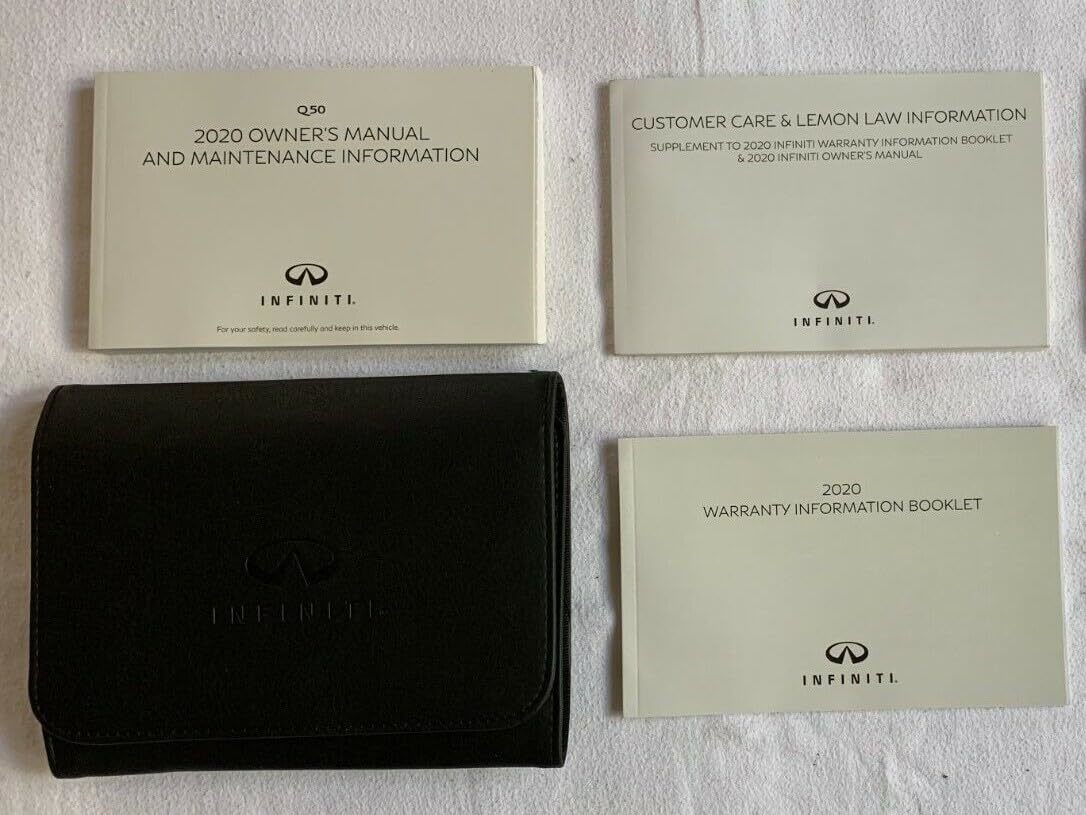 Q50
2020 OWNER'S MANUAL
AND MAINTENANCE INFORMATION
INFINITI.
For your safety, read carefully and keep in this vehicle.
CUSTOMER CARE & LEMON LAW INFORMATION
SUPPLEMENT TO 2020 INFINITI WARRANTY INFORMATION BOOKLET
& 2020 INFINITI OWNER'S MANUAL
INFINITI.
INFINITI
2020
WARRANTY INFORMATION BOOKLET
INFINITI.